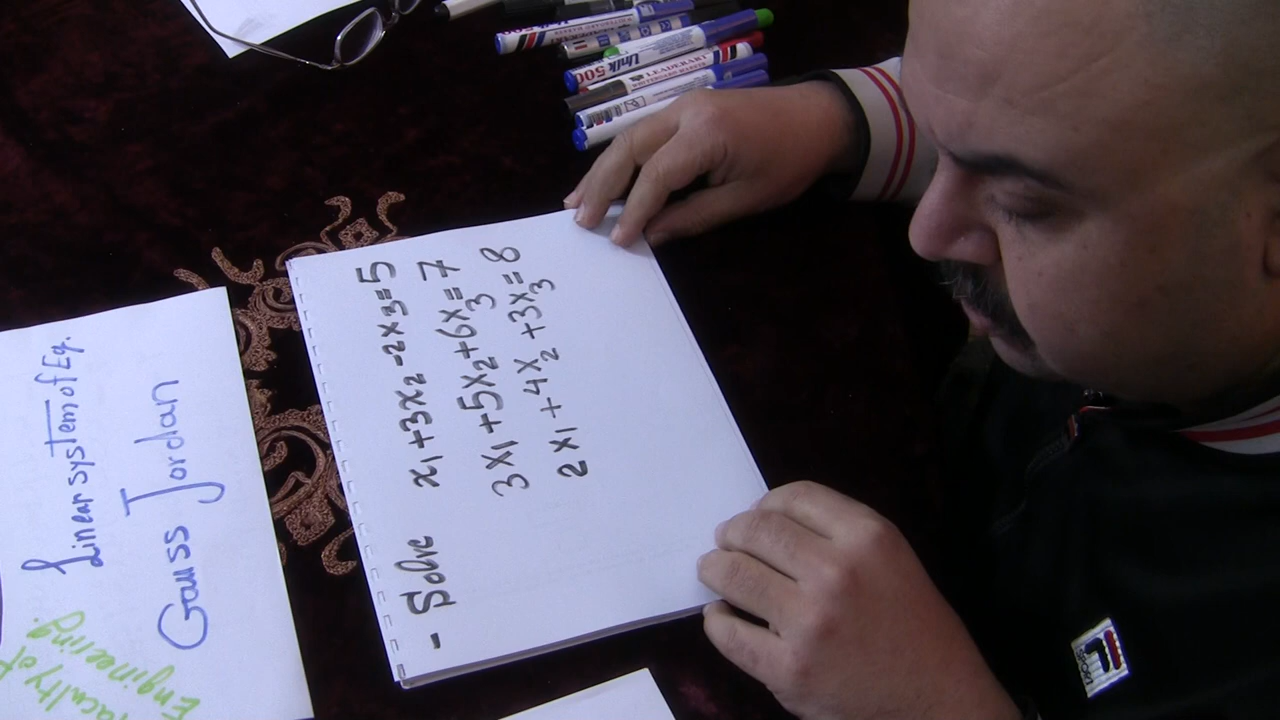 - Solve x₁+3x₂-2x₃=5
3x₁+5x₂+6x₃=7
2x₁+4x₂+3x₃=8
Linear system of Eq.
Gauss Jordan
Faculty of
Engineering.
Unik 500
LEADERART